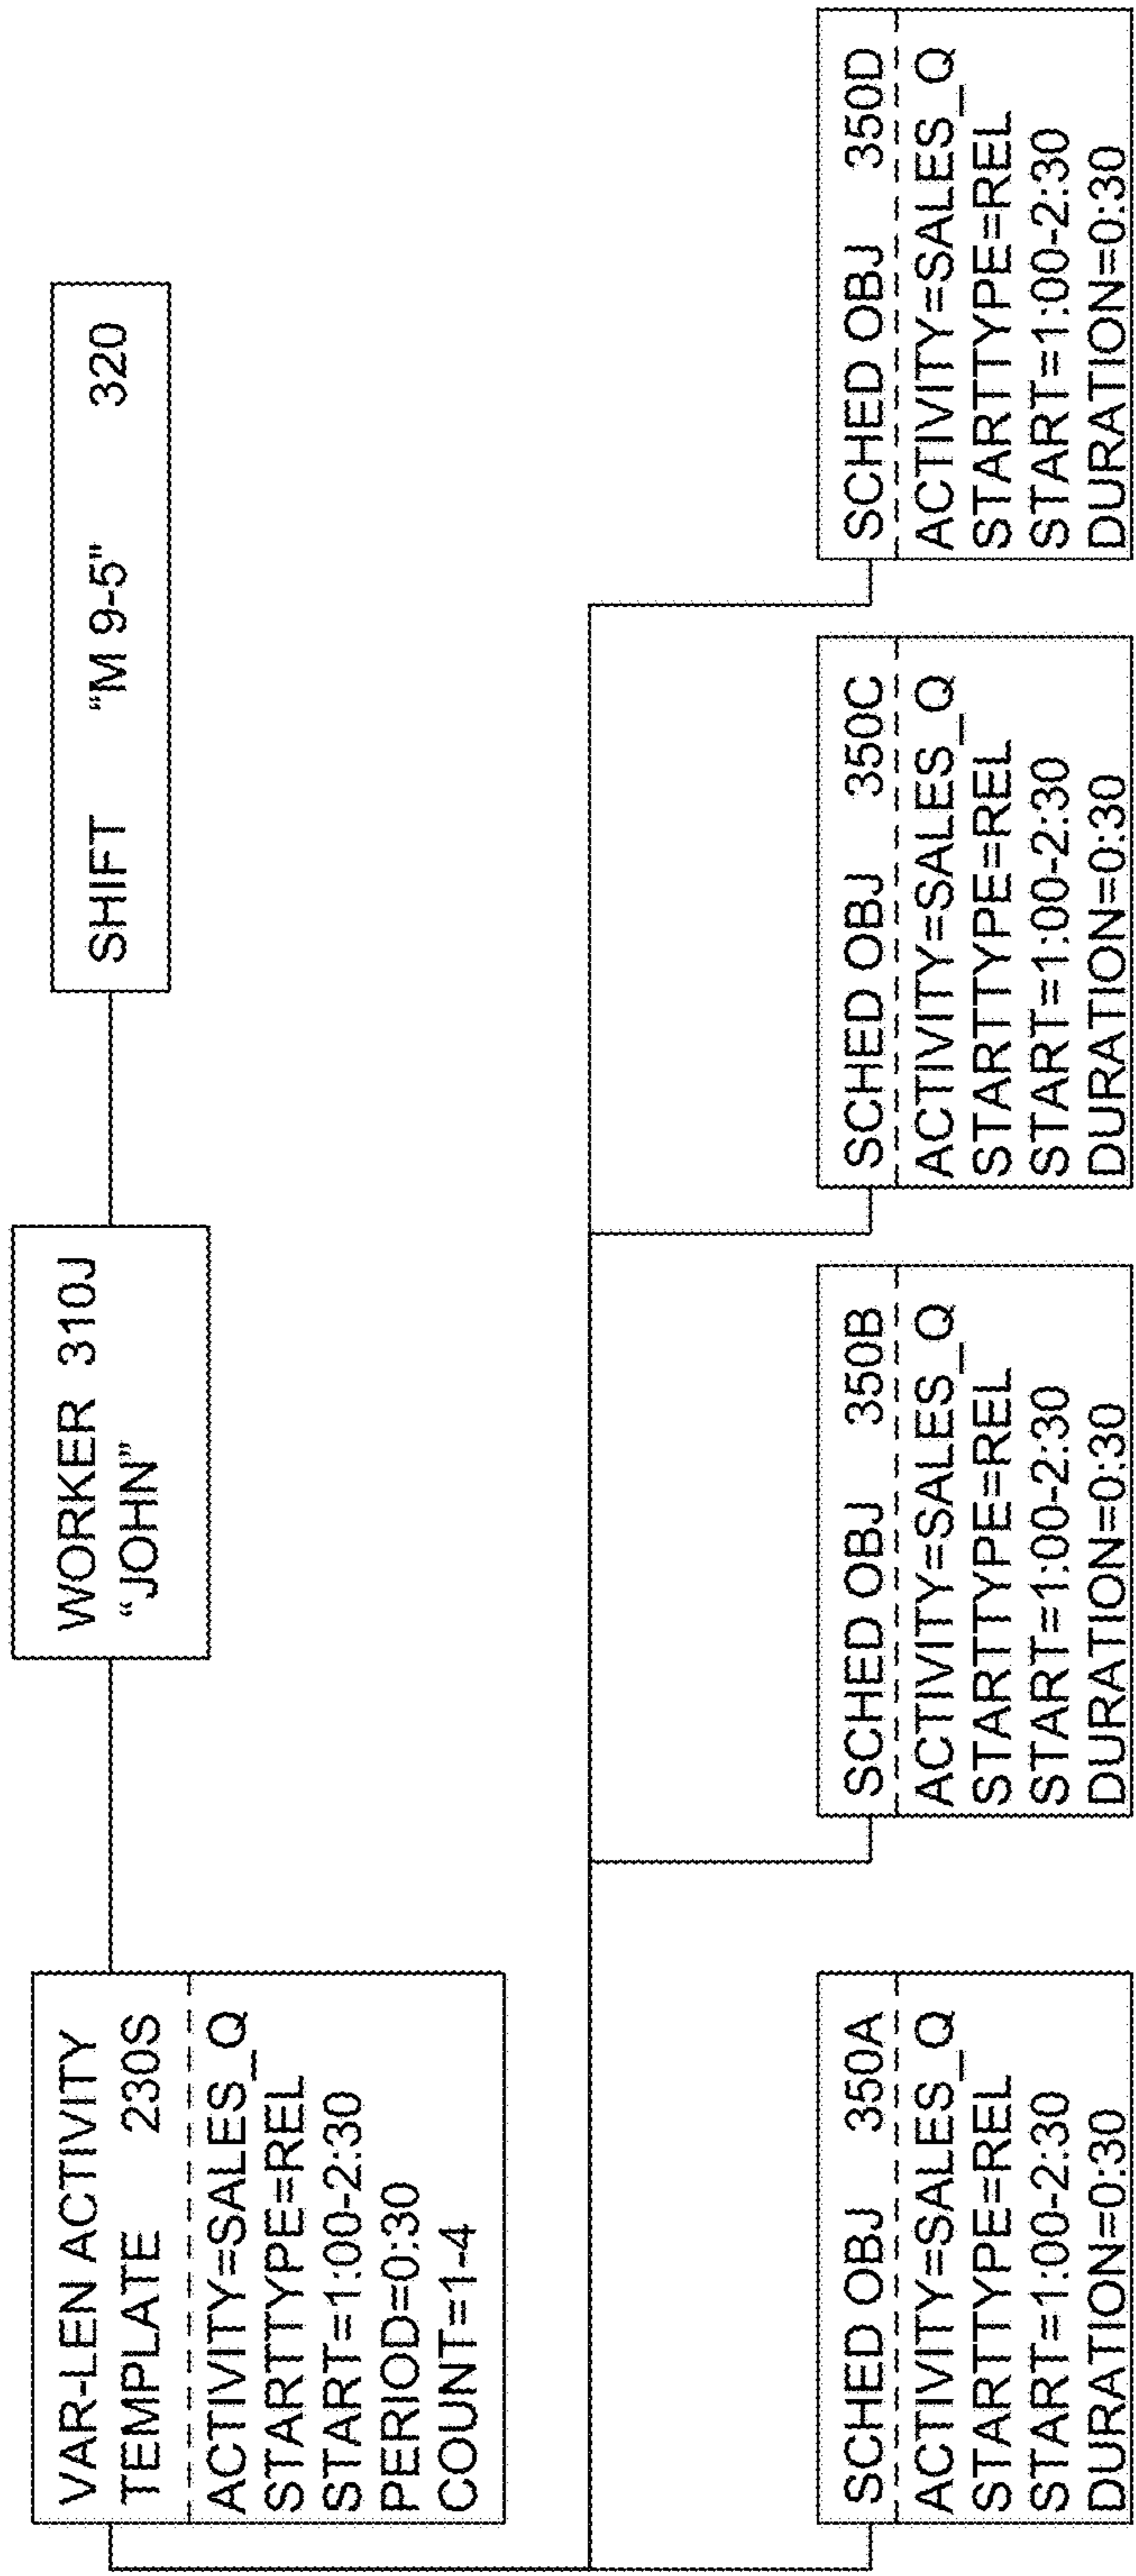 VAR-LEN ACTIVITY
TEMPLATE 230S
ACTIVITY=SALES_Q
STARTTYPE=REL
START=1:00-2:30
PERIOD=0:30
COUNT=1-4
WORKER 310J
“JOHN”
SHIFT “M 9-5” 320
SCHED OBJ 350A
ACTIVITY=SALES_Q
STARTTYPE=REL
START=1:00-2:30
DURATION=0:30
SCHED OBJ 350B
ACTIVITY=SALES_Q
STARTTYPE=REL
START=1:00-2:30
DURATION=0:30
SCHED OBJ 350C
ACTIVITY=SALES_Q
STARTTYPE=REL
START=1:00-2:30
DURATION=0:30
SCHED OBJ 350D
ACTIVITY=SALES_Q
STARTTYPE=REL
START=1:00-2:30
DURATION=0:30